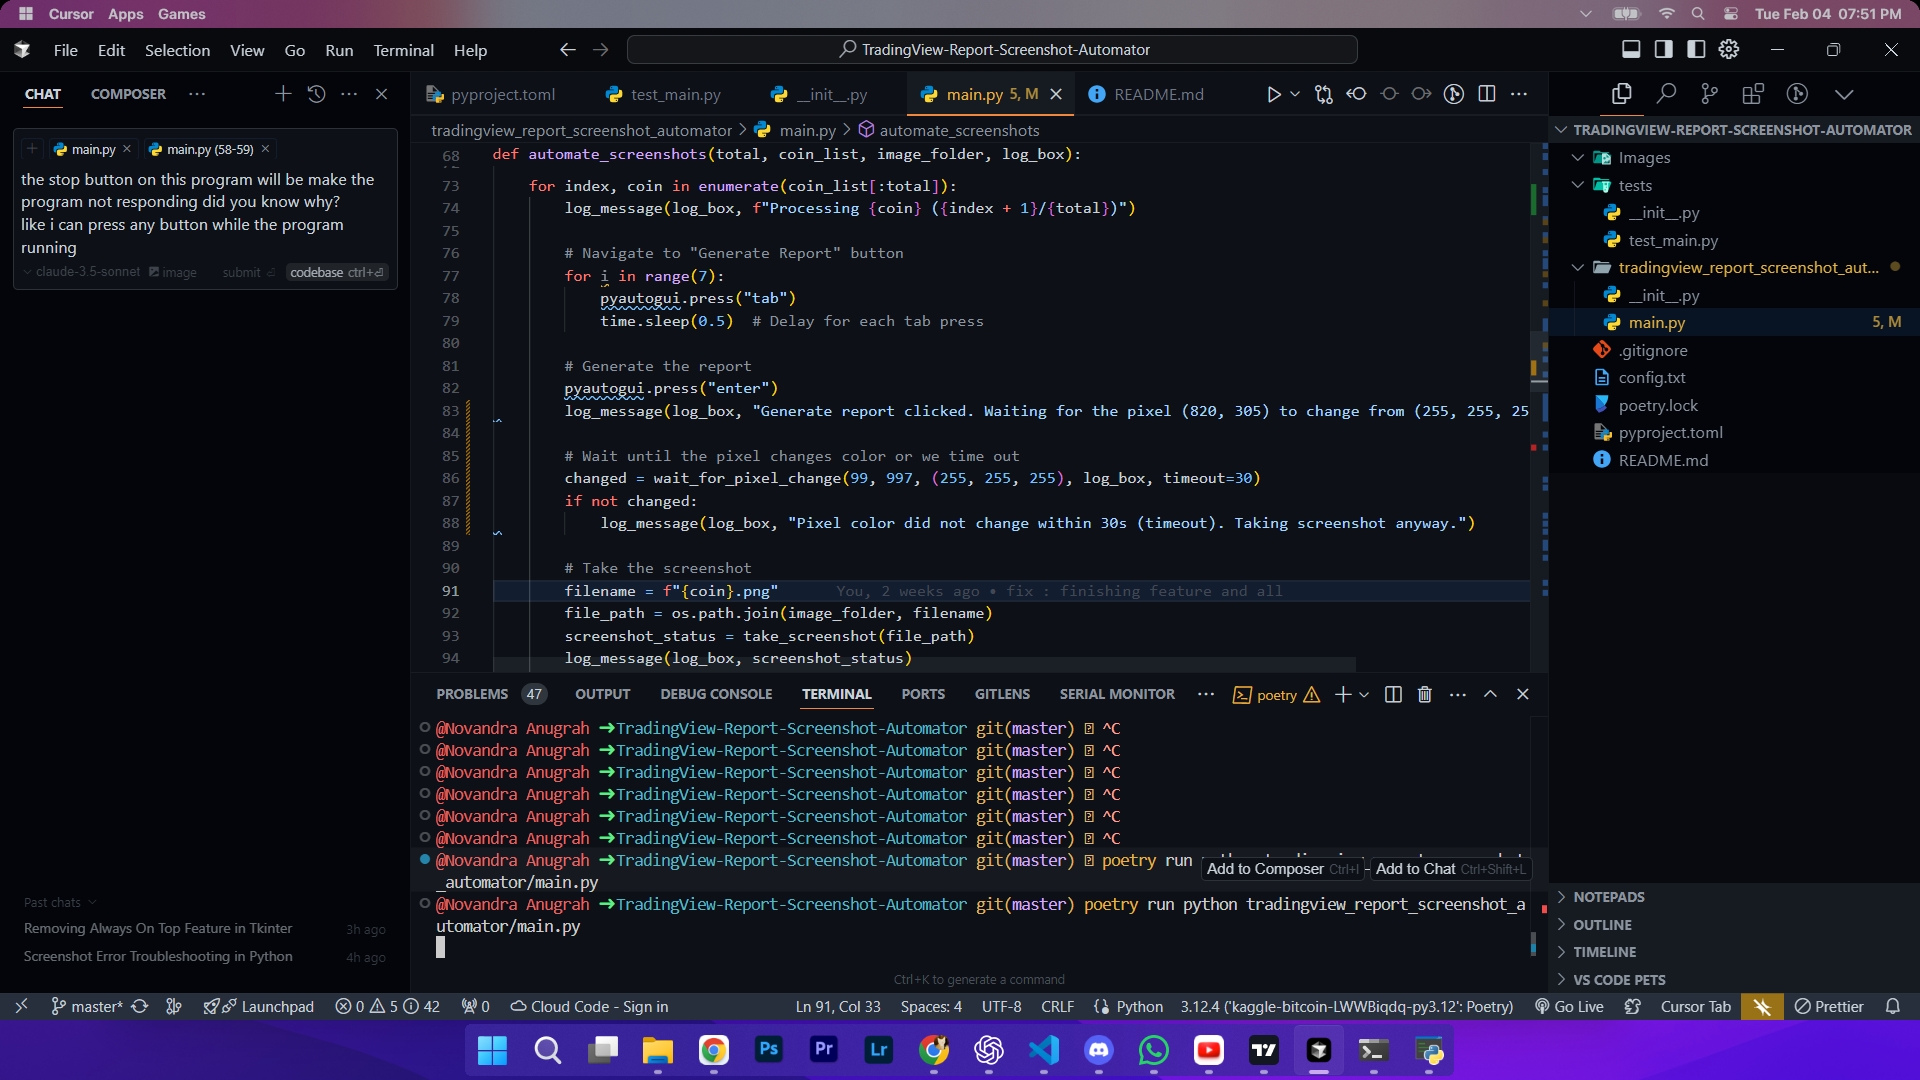 Cursor Apps Games
Tue Feb 04 07:51 PM
File Edit Selection View Go Run Terminal Help
TradingView-Report-Screenshot-Automator
CHAT COMPOSER
main.py
main.py (58-59)
the stop button on this program will be make the
program not responding did you know why?
like i can press any button while the program
running
claude-3.5-sonnet image submit codebase ctrl+⏎
Past chats
Removing Always On Top Feature in Tkinter 3h ago
Screenshot Error Troubleshooting in Python 4h ago
pyproject.toml test_main.py __init__.py main.py 5, M README.md
tradingview_report_screenshot_automator > main.py > automate_screenshots
68 def automate_screenshots(total, coin_list, image_folder, log_box):
73 for index, coin in enumerate(coin_list[:total]):
74 log_message(log_box, f"Processing {coin} ({index + 1}/{total})")
75
76 # Navigate to "Generate Report" button
77 for i in range(7):
78 pyautogui.press("tab")
79 time.sleep(0.5) # Delay for each tab press
80
81 # Generate the report
82 pyautogui.press("enter")
83 log_message(log_box, "Generate report clicked. Waiting for the pixel (820, 305) to change from (255, 255, 25
84
85 # Wait until the pixel changes color or we time out
86 changed = wait_for_pixel_change(99, 997, (255, 255, 255), log_box, timeout=30)
87 if not changed:
88 log_message(log_box, "Pixel color did not change within 30s (timeout). Taking screenshot anyway.")
89
90 # Take the screenshot
91 filename = f"{coin}.png" You, 2 weeks ago • fix : finishing feature and all
92 file_path = os.path.join(image_folder, filename)
93 screenshot_status = take_screenshot(file_path)
94 log_message(log_box, screenshot_status)
PROBLEMS 47 OUTPUT DEBUG CONSOLE TERMINAL PORTS GITLENS SERIAL MONITOR poetry
@Novandra Anugrah ➜TradingView-Report-Screenshot-Automator git(master) ^C
@Novandra Anugrah ➜TradingView-Report-Screenshot-Automator git(master) ^C
@Novandra Anugrah ➜TradingView-Report-Screenshot-Automator git(master) ^C
@Novandra Anugrah ➜TradingView-Report-Screenshot-Automator git(master) ^C
@Novandra Anugrah ➜TradingView-Report-Screenshot-Automator git(master) ^C
@Novandra Anugrah ➜TradingView-Report-Screenshot-Automator git(master) ^C
@Novandra Anugrah ➜TradingView-Report-Screenshot-Automator git(master) poetry run
Add to Composer Ctrl+I Add to Chat Ctrl+Shift+L
_automator/main.py
@Novandra Anugrah ➜TradingView-Report-Screenshot-Automator git(master) poetry run python tradingview_report_screenshot_a
utomator/main.py
Ctrl+K to generate a command
TRADINGVIEW-REPORT-SCREENSHOT-AUTOMATOR
Images
tests
__init__.py
test_main.py
tradingview_report_screenshot_aut...
__init__.py
main.py 5, M
.gitignore
config.txt
poetry.lock
pyproject.toml
README.md
NOTEPADS
OUTLINE
TIMELINE
VS CODE PETS
master* Launchpad 0 5 42 0 Cloud Code - Sign in Ln 91, Col 33 Spaces: 4 UTF-8 CRLF Python 3.12.4 ('kaggle-bitcoin-LWWBiqdq-py3.12': Poetry) Go Live Cursor Tab Prettier
Ps Pr Lr